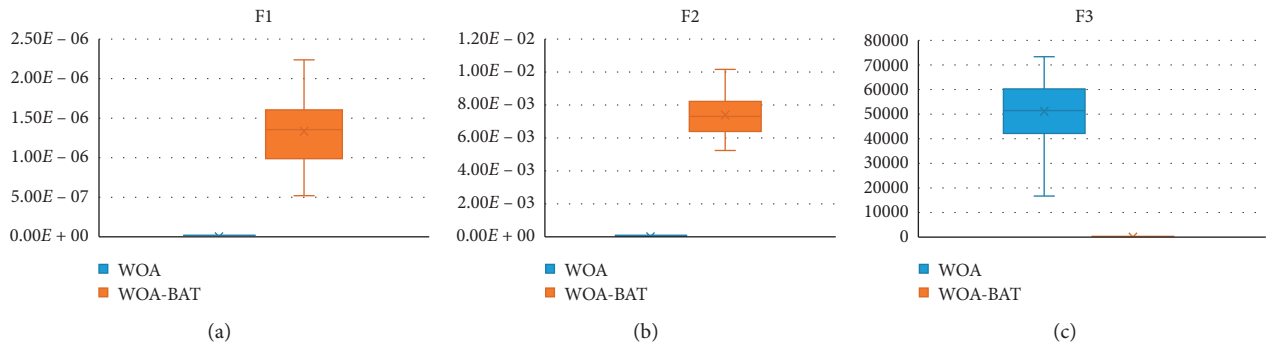 F1
2.50E – 06
2.00E – 06
1.50E – 06
1.00E – 06
5.00E – 07
0.00E + 00
WOA
WOA-BAT
(a)
F2
1.20E – 02
1.00E – 02
8.00E – 03
6.00E – 03
4.00E – 03
2.00E – 03
0.00E + 00
WOA
WOA-BAT
(b)
F3
80000
70000
60000
50000
40000
30000
20000
10000
0
WOA
WOA-BAT
(c)